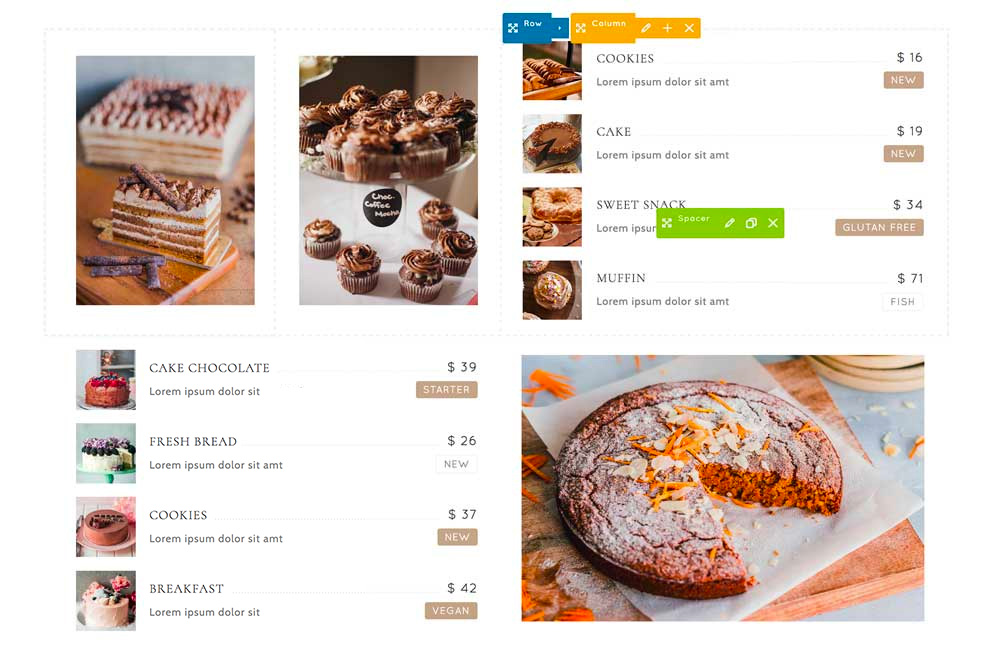 Row
Column
COOKIES $ 16
Lorem ipsum dolor sit amt NEW
CAKE $ 19
Lorem ipsum dolor sit amt NEW
SWEET SNACK $ 34
Spacer
Lorem ipsum GLUTAN FREE
MUFFIN $ 71
Lorem ipsum dolor sit amt FISH
Choc.
Coffee
Mocha
CAKE CHOCOLATE $ 39
Lorem ipsum dolor sit STARTER
FRESH BREAD $ 26
Lorem ipsum dolor sit amt NEW
COOKIES $ 37
Lorem ipsum dolor sit amt NEW
BREAKFAST $ 42
Lorem ipsum dolor sit VEGAN